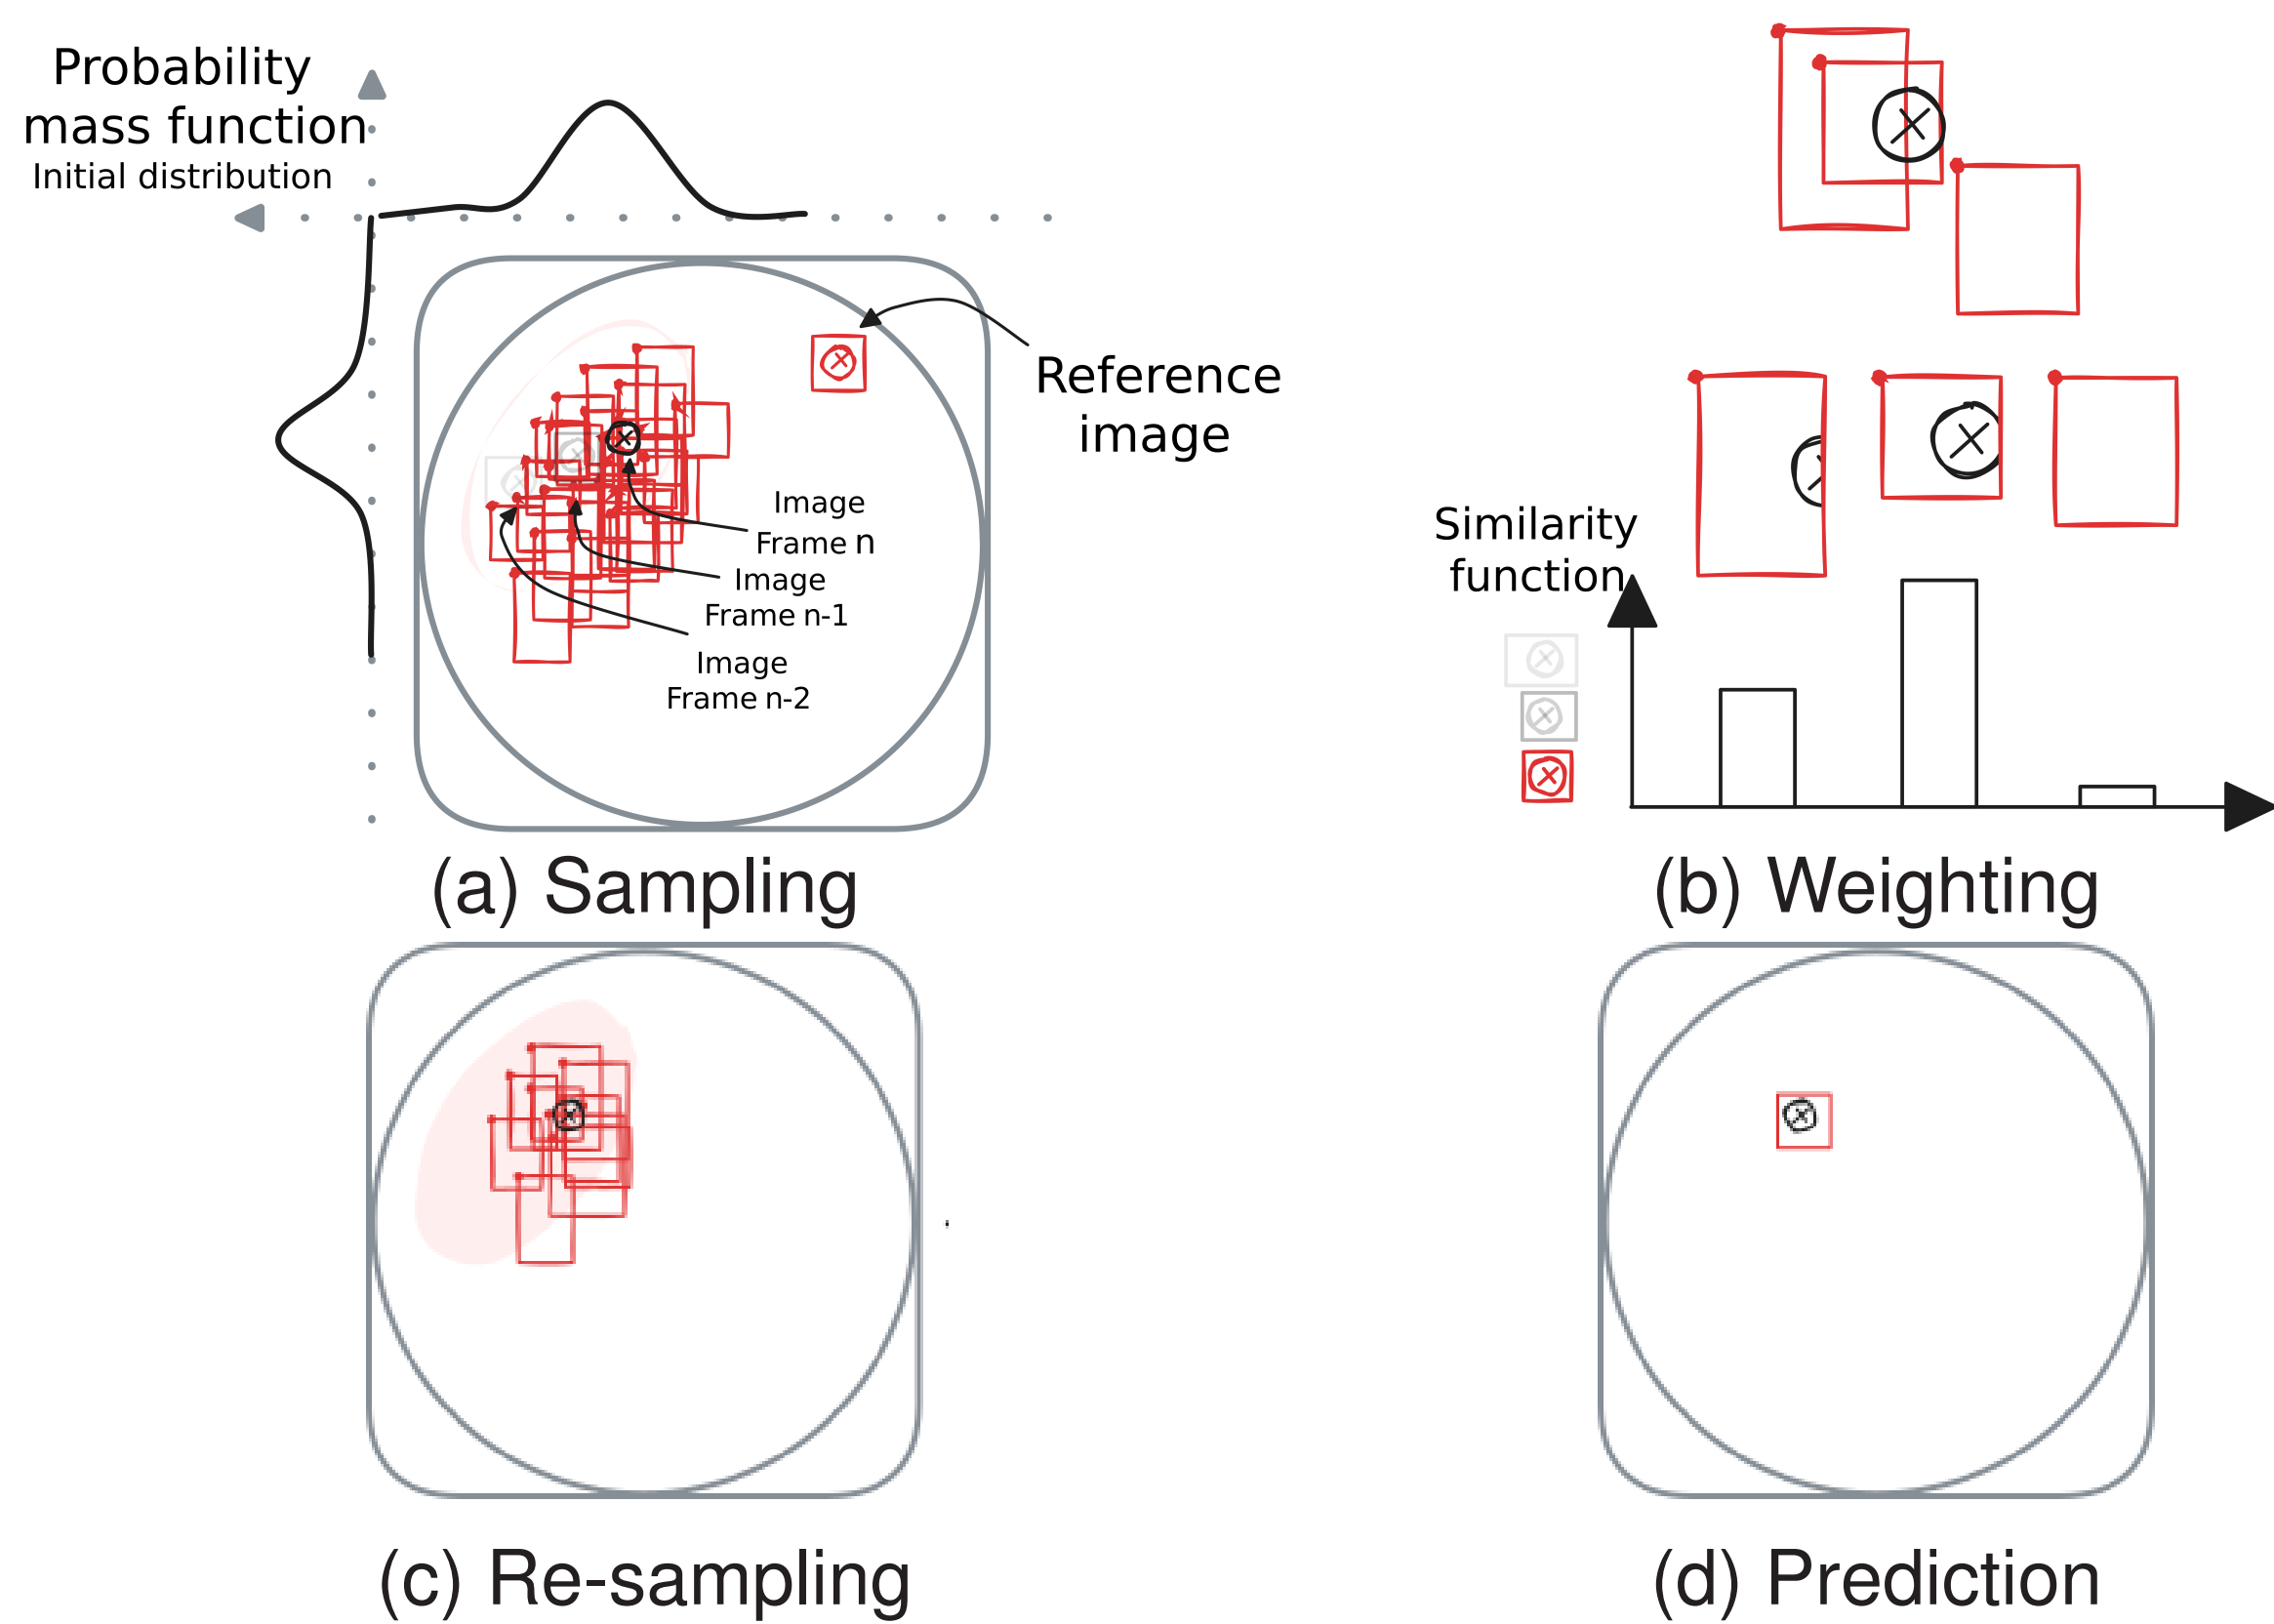 Probability
mass function
Initial distribution
Reference
image
Image
Frame n
Image
Frame n-1
Image
Frame n-2
(a) Sampling
Similarity
function
(b) Weighting
(c) Re-sampling
(d) Prediction